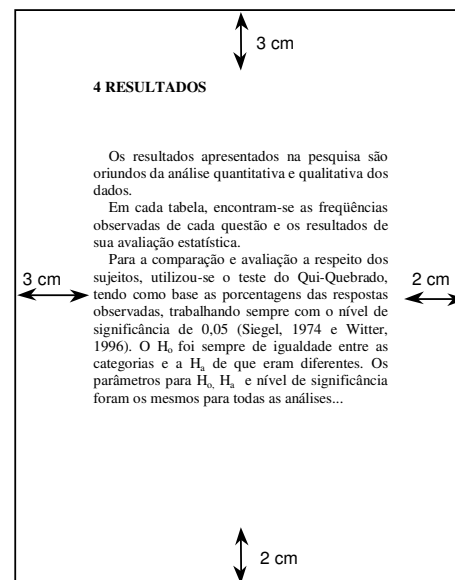 3 cm
4 RESULTADOS
Os resultados apresentados na pesquisa são
oriundos da análise quantitativa e qualitativa dos
dados.
Em cada tabela, encontram-se as freqüências
observadas de cada questão e os resultados de
sua avaliação estatística.
Para a comparação e avaliação a respeito dos
sujeitos, utilizou-se o teste do Qui-Quebrado,
tendo como base as porcentagens das respostas
observadas, trabalhando sempre com o nível de
significância de 0,05 (Siegel, 1974 e Witter,
1996). O Hₒ foi sempre de igualdade entre as
categorias e a Hₐ de que eram diferentes. Os
parâmetros para Hₒ, Hₐ e nível de significância
foram os mesmos para todas as análises...
3 cm
2 cm
2 cm